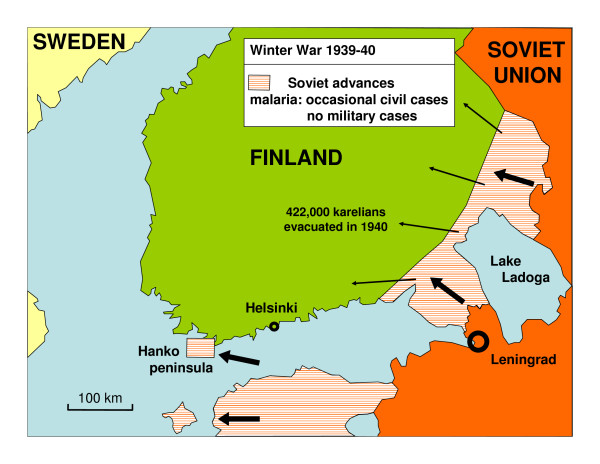 SWEDEN
Winter War 1939-40
Soviet advances
malaria: occasional civil cases
no military cases
SOVIET
UNION
FINLAND
422,000 karelians
evacuated in 1940
Lake
Ladoga
Helsinki
Hanko
peninsula
Leningrad
100 km